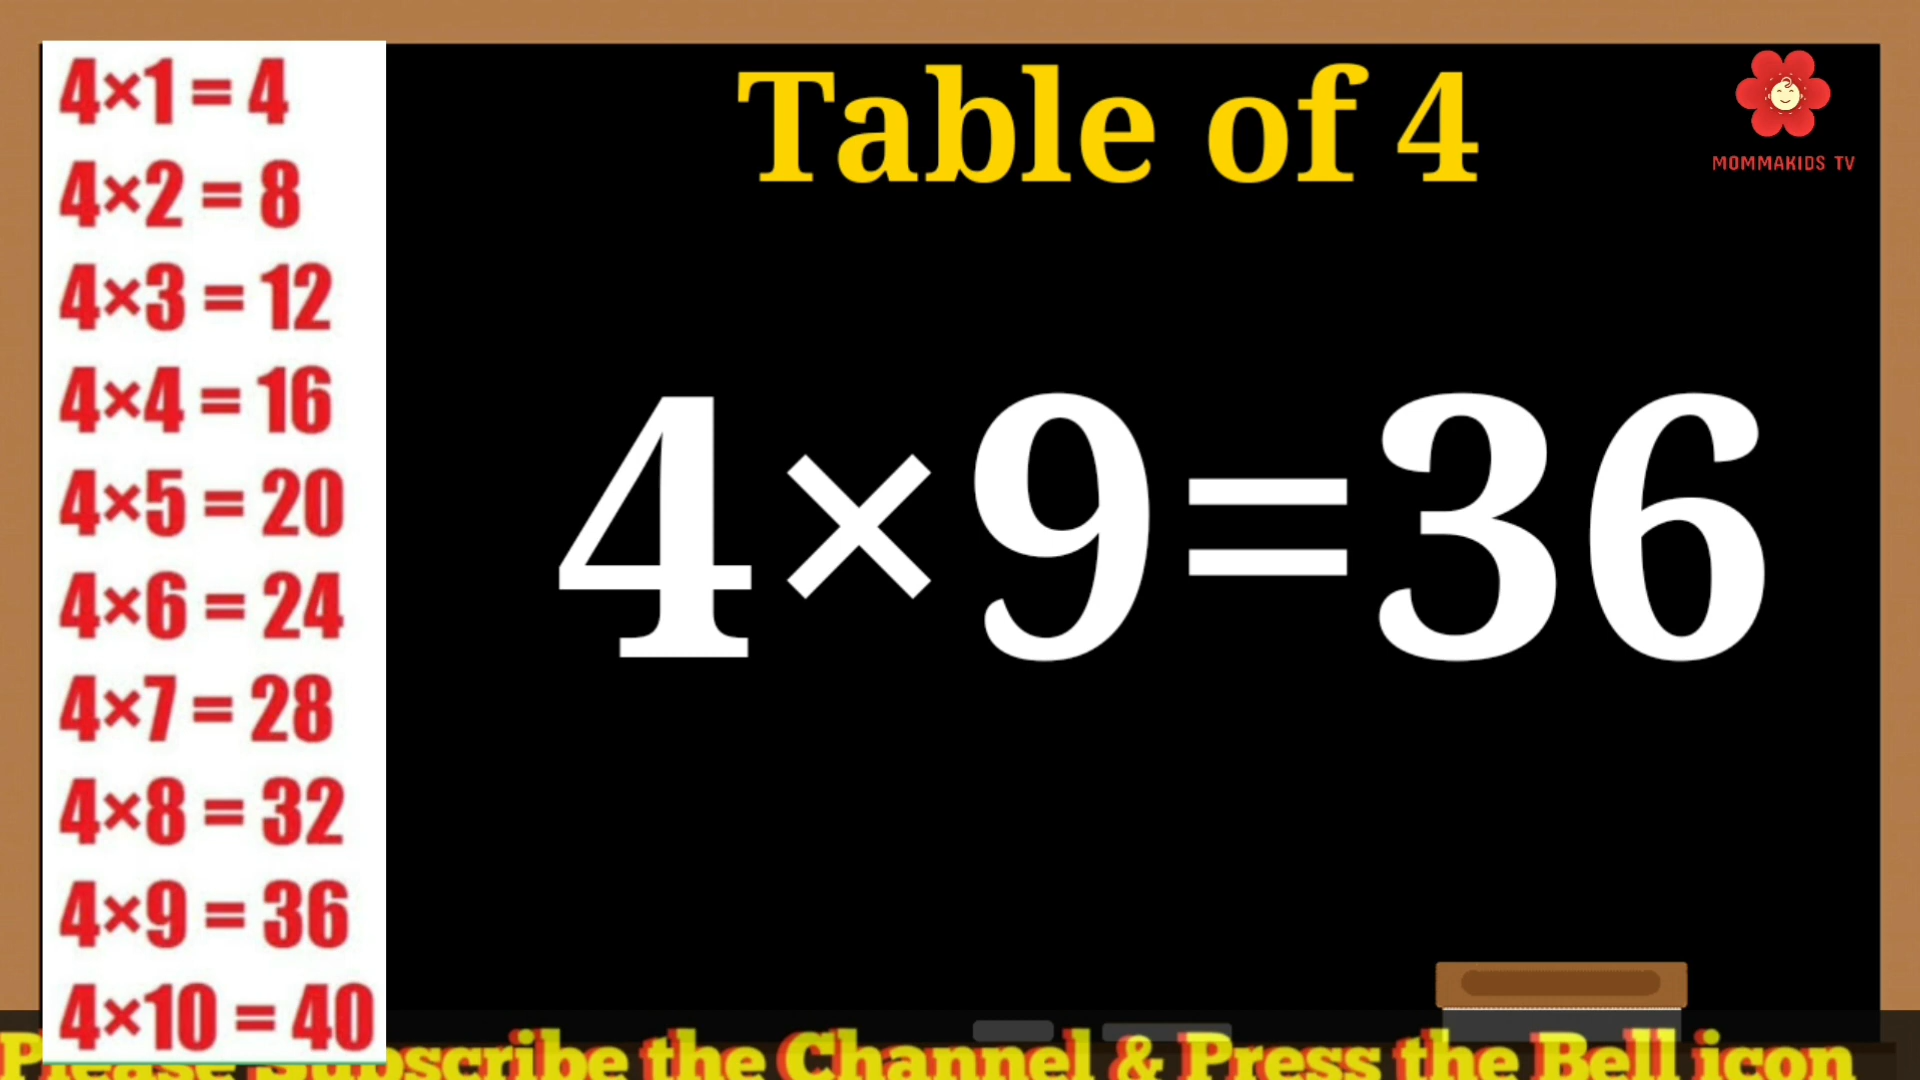 4×1 = 4
4×2 = 8
4×3 = 12
4×4 = 16
4×5 = 20
4×6 = 24
4×7 = 28
4×8 = 32
4×9 = 36
4×10 = 40
Table of 4
MOMMAKIDS TV
4×9=36
Please Subscribe the Channel & Press the Bell icon